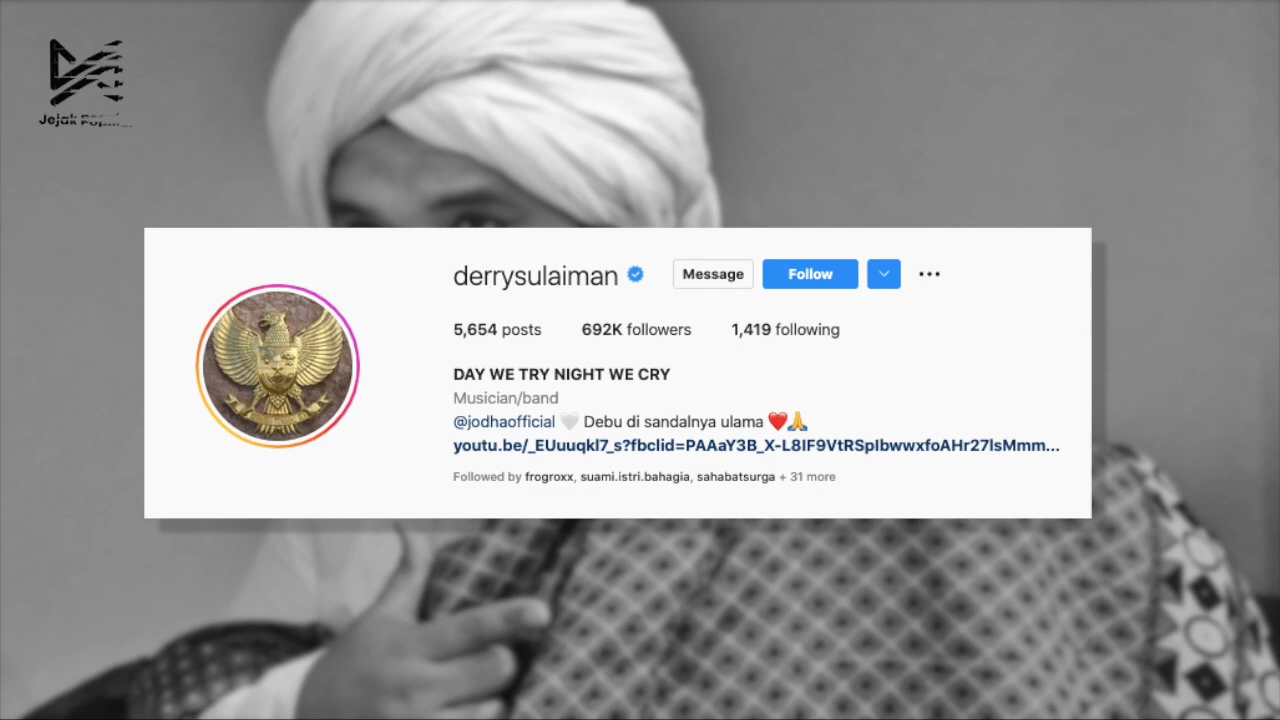 Jejak
derrysulaiman
Message
Follow
5,654 posts 692K followers 1,419 following
DAY WE TRY NIGHT WE CRY
Musician/band
@jodhaofficial 🤍 Debu di sandalnya ulama ❤️🙏
youtu.be/_EUuuqkl7_s?fbclid=PAAaY3B_X-L8IF9VtRSpIbwwxfoAHr27lsMmm...
Followed by frogroxx, suami.istri.bahagia, sahabatsurga + 31 more